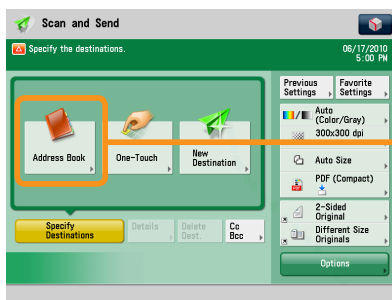 Scan and Send
Specify the destinations.
06/17/2010
5:00 PM
Previous
Settings
Favorite
Settings
Auto
(Color/Gray)
300x300 dpi
Address Book
One-Touch
New
Destination
Auto Size
PDF (Compact)
2-Sided
Original
Different Size
Originals
Specify
Destinations
Details
Delete
Dest.
Cc
Bcc
Options